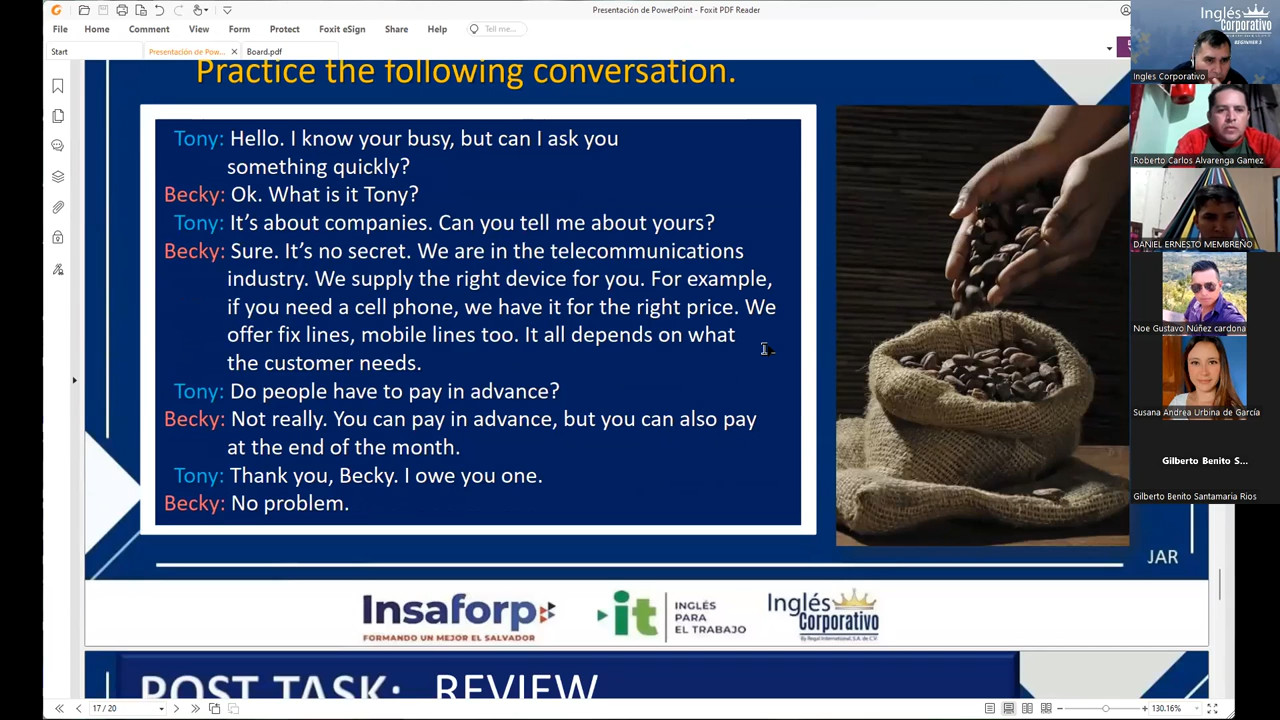 Presentación de PowerPoint - Foxit PDF Reader
File Home Comment View Form Protect Foxit eSign Share Help Tell me...
Start Presentación de Pow... Board.pdf
Practice the following conversation.
Tony: Hello. I know your busy, but can I ask you
something quickly?
Becky: Ok. What is it Tony?
Tony: It's about companies. Can you tell me about yours?
Becky: Sure. It's no secret. We are in the telecommunications
industry. We supply the right device for you. For example,
if you need a cell phone, we have it for the right price. We
offer fix lines, mobile lines too. It all depends on what
the customer needs.
Tony: Do people have to pay in advance?
Becky: Not really. You can pay in advance, but you can also pay
at the end of the month.
Tony: Thank you, Becky. I owe you one.
Becky: No problem.
JAR
Insaforp
FORMANDO UN MEJOR EL SALVADOR
it INGLÉS
PARA
EL TRABAJO
Inglés
Corporativo
By Regal International, S.A. de C.V.
POST TASK: REVIEW
17 / 20
130.16%
Inglés
Corporativo
BEGINNER 2
Ingles Corporativo
Roberto Carlos Alvarenga Gamez
DANIEL ERNESTO MEMBREÑO
Noe Gustavo Núñez cardona
Susana Andrea Urbina de García
Gilberto Benito S...
Gilberto Benito Santamaria Rios